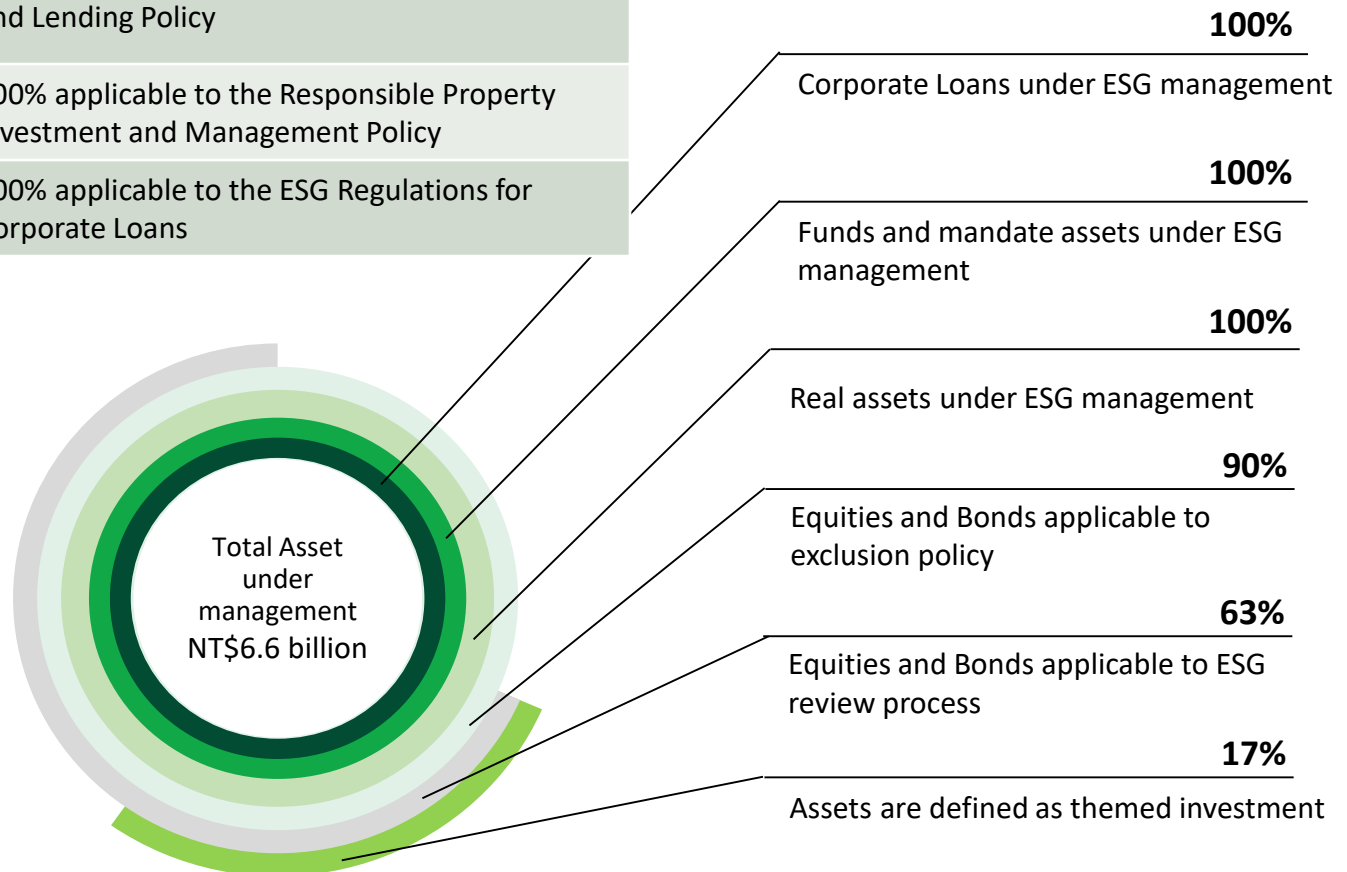 nd Lending Policy
00% applicable to the Responsible Property
vestment and Management Policy
00% applicable to the ESG Regulations for
orporate Loans
100%
Corporate Loans under ESG management
100%
Funds and mandate assets under ESG
management
100%
Real assets under ESG management
90%
Equities and Bonds applicable to
exclusion policy
63%
Equities and Bonds applicable to ESG
review process
17%
Assets are defined as themed investment
Total Asset
under
management
NT$6.6 billion